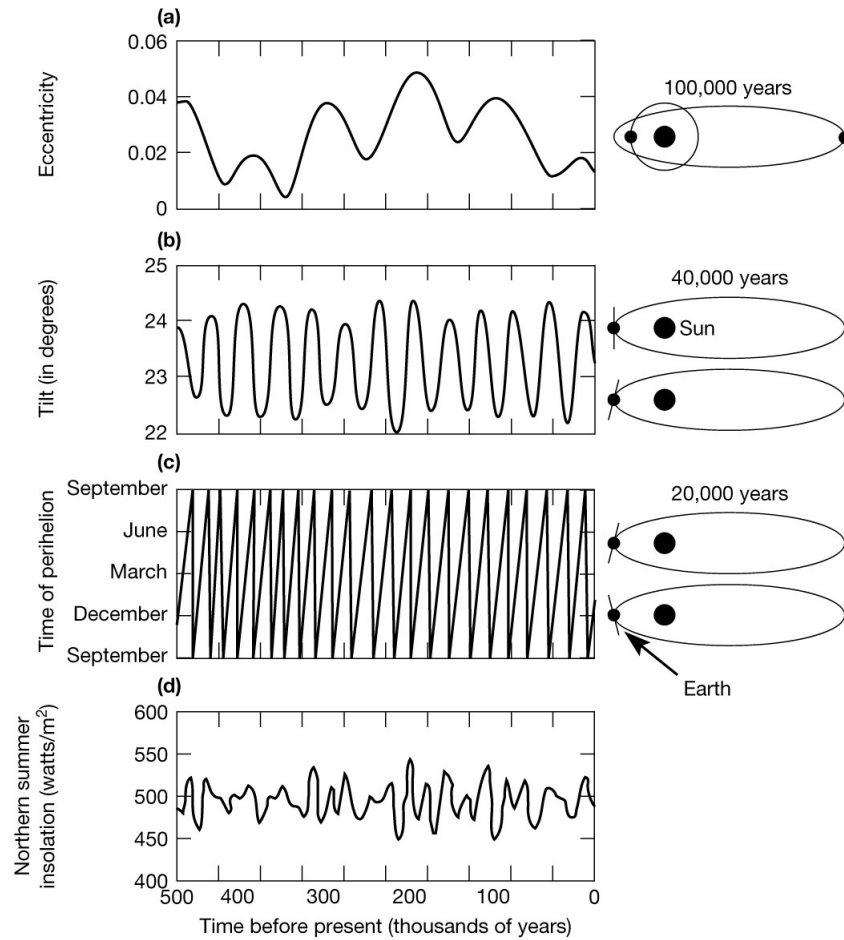 (a)
Eccentricity
0.06
0.04
0.02
0
100,000 years
(b)
Tilt (in degrees)
25
24
23
22
40,000 years
Sun
(c)
Time of perihelion
September
June
March
December
September
20,000 years
Earth
(d)
Northern summer
insolation (watts/m²)
600
550
500
450
400
500 400 300 200 100 0
Time before present (thousands of years)